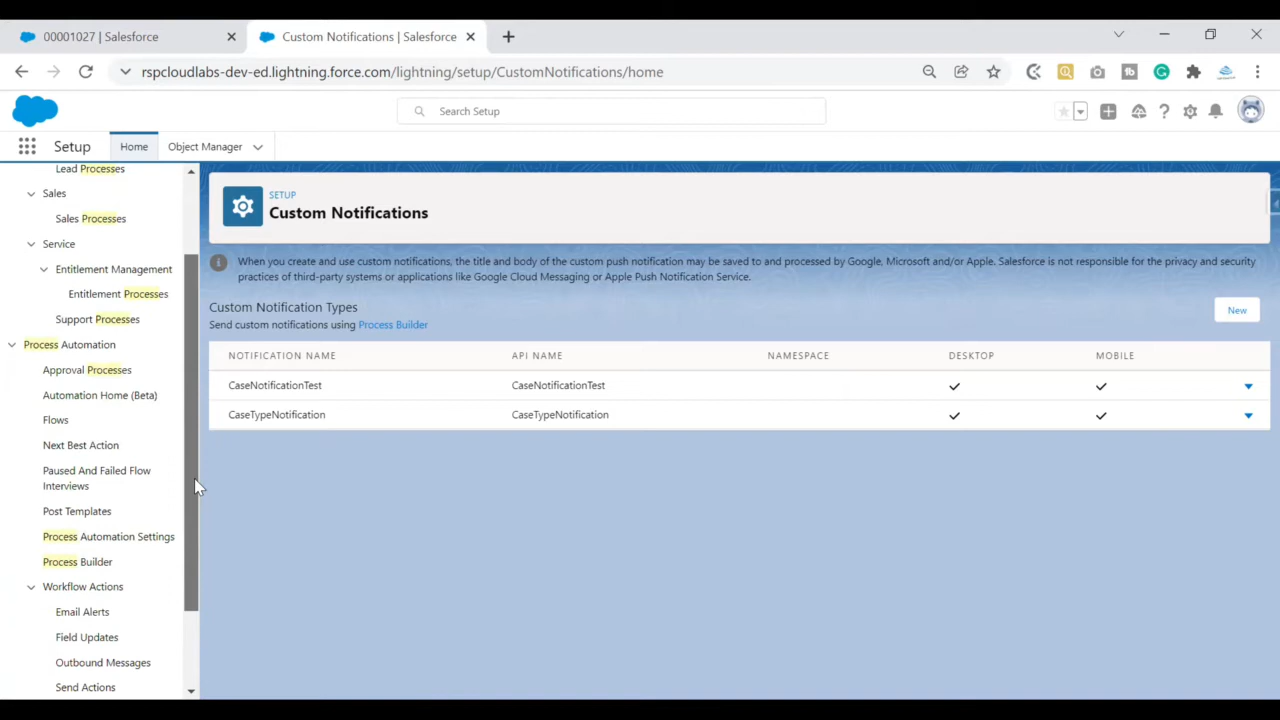 00001027 | Salesforce
Custom Notifications | Salesforce
rspcloudlabs-dev-ed.lightning.force.com/lightning/setup/CustomNotifications/home
Search Setup
Setup
Home
Object Manager
Lead Processes
Sales
Sales Processes
Service
Entitlement Management
Entitlement Processes
Support Processes
Process Automation
Approval Processes
Automation Home (Beta)
Flows
Next Best Action
Paused And Failed Flow
Interviews
Post Templates
Process Automation Settings
Process Builder
Workflow Actions
Email Alerts
Field Updates
Outbound Messages
Send Actions
SETUP
Custom Notifications
When you create and use custom notifications, the title and body of the custom push notification may be saved to and processed by Google, Microsoft and/or Apple. Salesforce is not responsible for the privacy and security
practices of third-party systems or applications like Google Cloud Messaging or Apple Push Notification Service.
Custom Notification Types
Send custom notifications using Process Builder
New
NOTIFICATION NAME API NAME NAMESPACE DESKTOP MOBILE
CaseNotificationTest CaseNotificationTest
CaseTypeNotification CaseTypeNotification